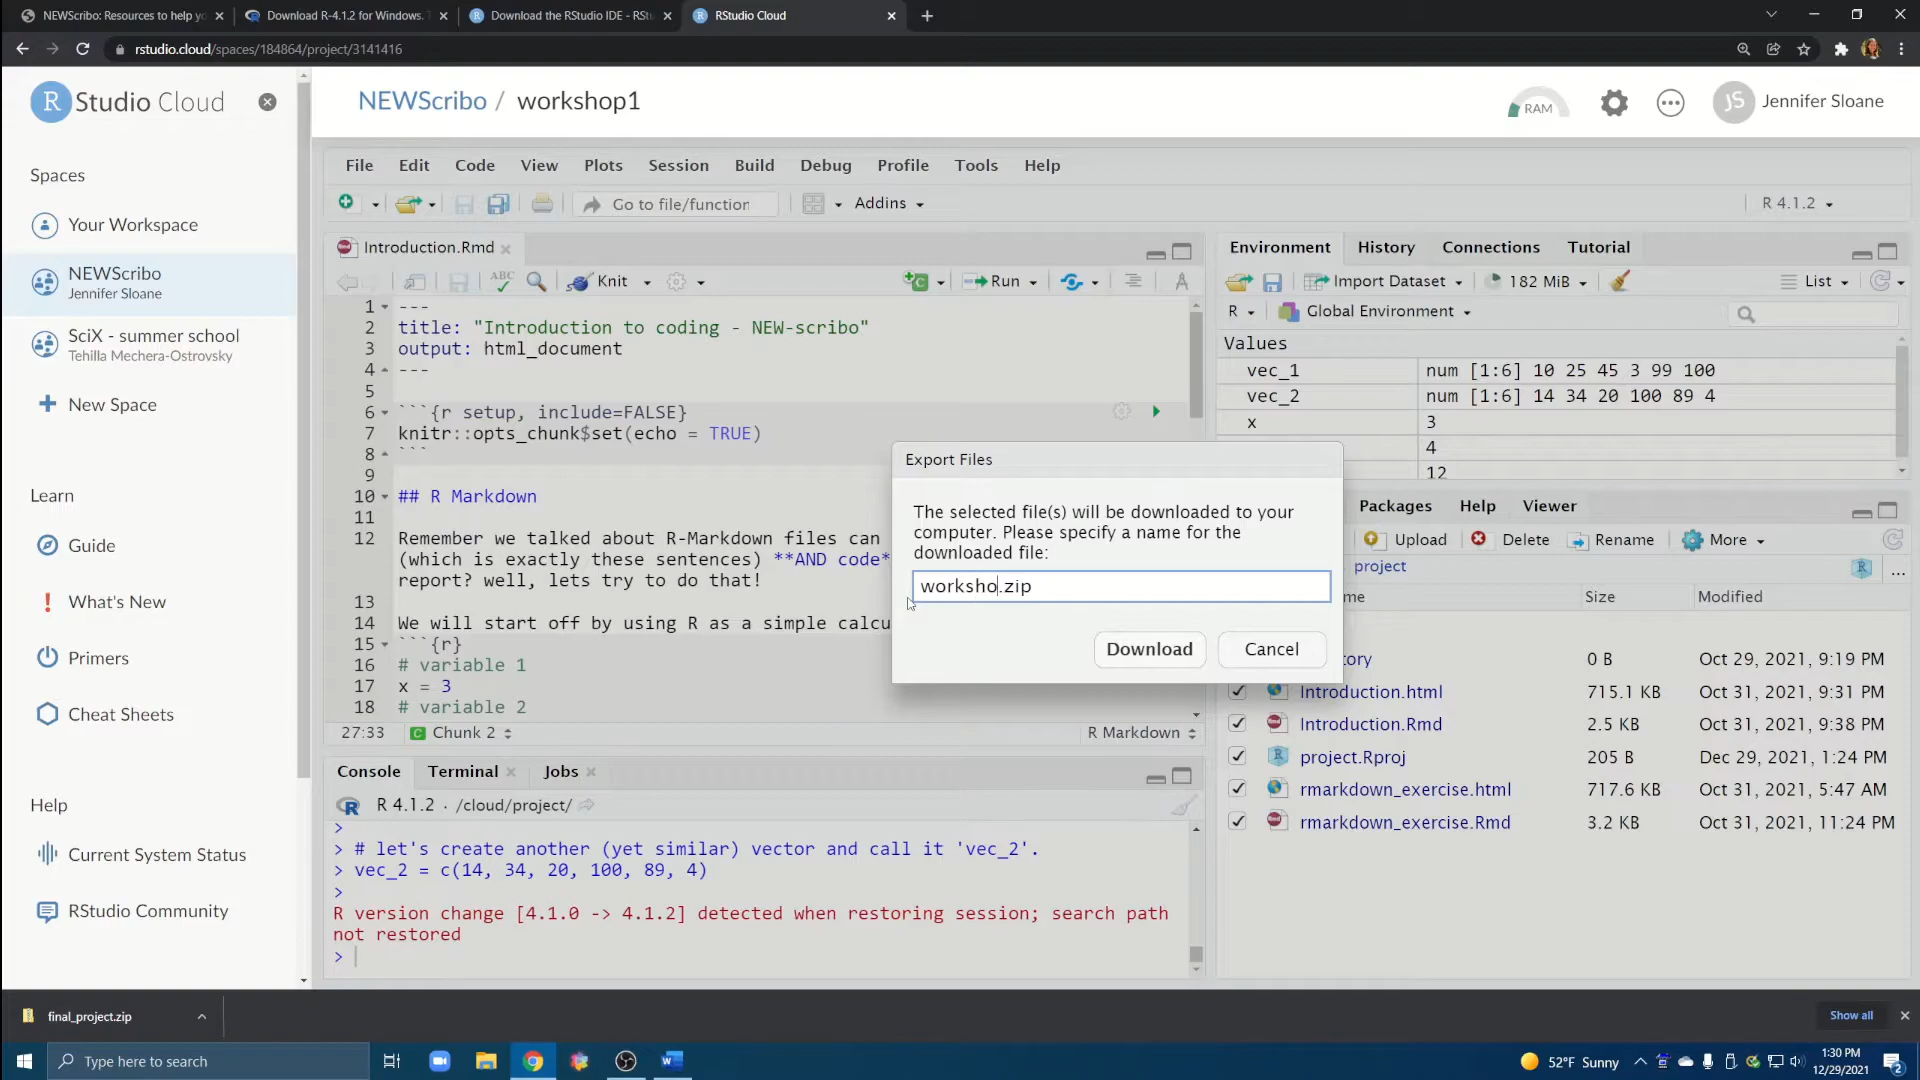 NEWScribo: Resources to help yo
Download R-4.1.2 for Windows. T
Download the RStudio IDE - RStu
RStudio Cloud
rstudio.cloud/spaces/184864/project/3141416
R Studio Cloud
NEWScribo / workshop1
RAM
JS Jennifer Sloane
Spaces
Your Workspace
NEWScribo
Jennifer Sloane
SciX - summer school
Tehilla Mechera-Ostrovsky
New Space
Learn
Guide
What's New
Primers
Cheat Sheets
Help
Current System Status
RStudio Community
File Edit Code View Plots Session Build Debug Profile Tools Help
Go to file/function Addins R 4.1.2
Introduction.Rmd
ABC Knit Run
1 ---
2 title: "Introduction to coding - NEW-scribo"
3 output: html_document
4 ---
5
6 ```{r setup, include=FALSE}
7 knitr::opts_chunk$set(echo = TRUE)
8 ```
9
10 ## R Markdown
11
12 Remember we talked about R-Markdown files can
(which is exactly these sentences) **AND code*
report? well, lets try to do that!
13
14 We will start off by using R as a simple calcu
15 ```{r}
16 # variable 1
17 x = 3
18 # variable 2
27:33 Chunk 2 R Markdown
Console Terminal Jobs
R 4.1.2 · /cloud/project/
>
> # let's create another (yet similar) vector and call it 'vec_2'.
> vec_2 = c(14, 34, 20, 100, 89, 4)
>
R version change [4.1.0 -> 4.1.2] detected when restoring session; search path
not restored
>
Environment History Connections Tutorial
Import Dataset 182 MiB List
R Global Environment
Values
vec_1 num [1:6] 10 25 45 3 99 100
vec_2 num [1:6] 14 34 20 100 89 4
x 3
4
12
Export Files
The selected file(s) will be downloaded to your
computer. Please specify a name for the
downloaded file:
worksho.zip
Download Cancel
Packages Help Viewer
Upload Delete Rename More
project
me Size Modified
tory 0 B Oct 29, 2021, 9:19 PM
Introduction.html 715.1 KB Oct 31, 2021, 9:31 PM
Introduction.Rmd 2.5 KB Oct 31, 2021, 9:38 PM
project.Rproj 205 B Dec 29, 2021, 1:24 PM
rmarkdown_exercise.html 717.6 KB Oct 31, 2021, 5:47 AM
rmarkdown_exercise.Rmd 3.2 KB Oct 31, 2021, 11:24 PM
final_project.zip
Show all
Type here to search
52°F Sunny
1:30 PM
12/29/2021
2